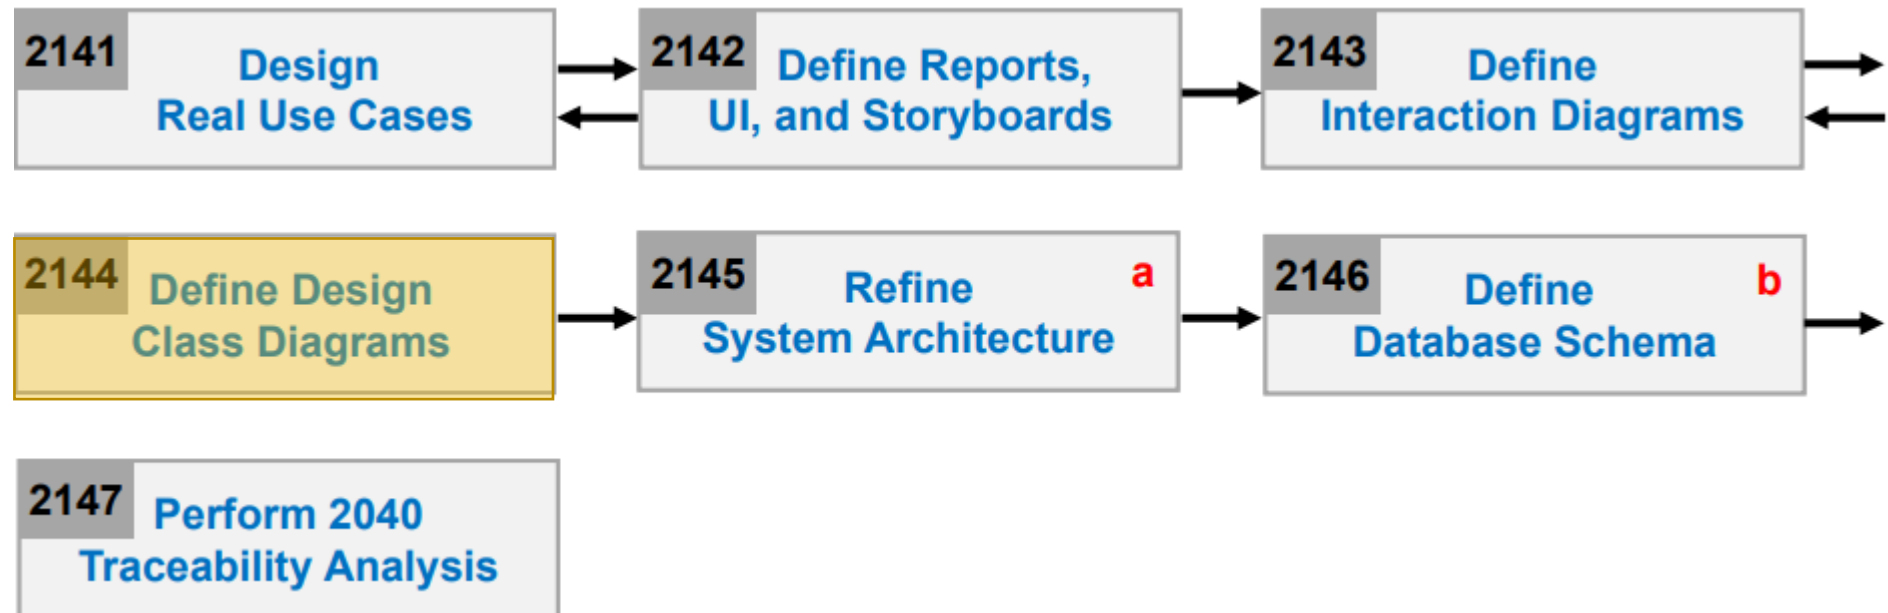 2141
Design
Real Use Cases
2142
Define Reports,
UI, and Storyboards
2143
Define
Interaction Diagrams
2144
Define Design
Class Diagrams
2145
Refine
a
System Architecture
2146
Define
b
Database Schema
2147
Perform 2040
Traceability Analysis